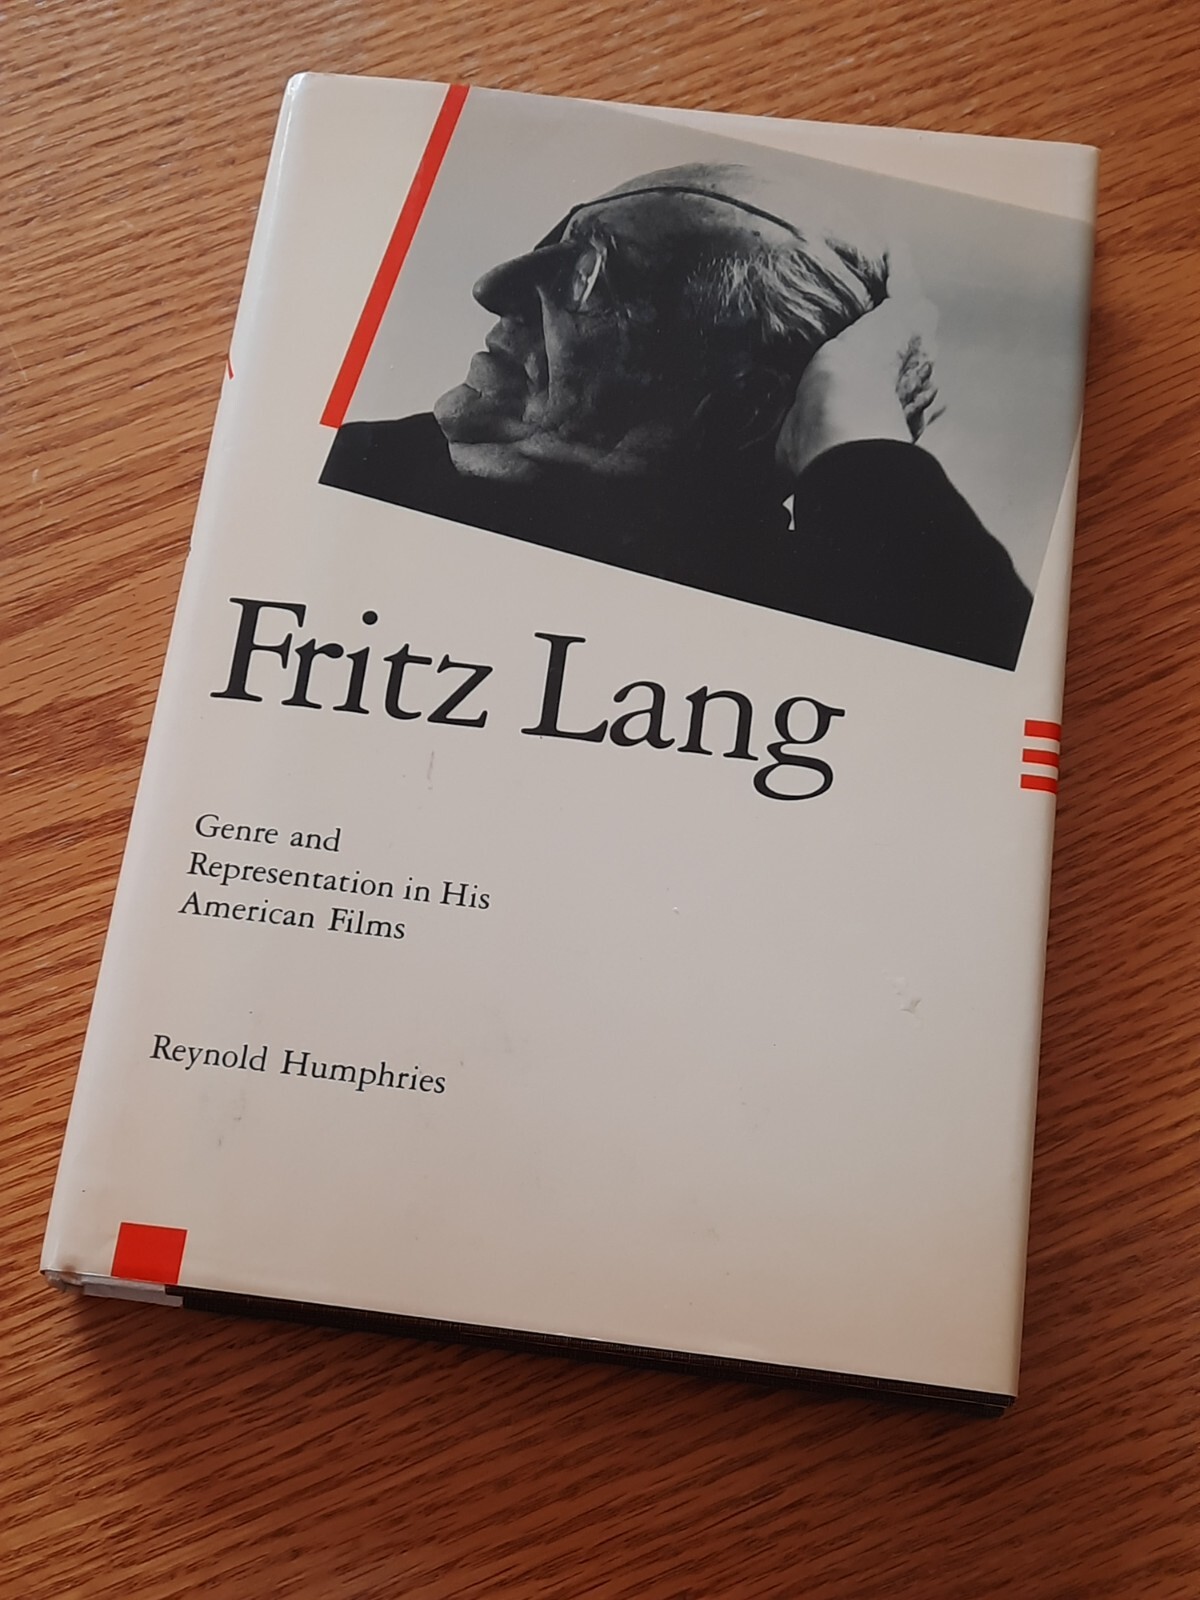 Fritz Lang
Genre and
Representation in His
American Films
Reynold Humphries